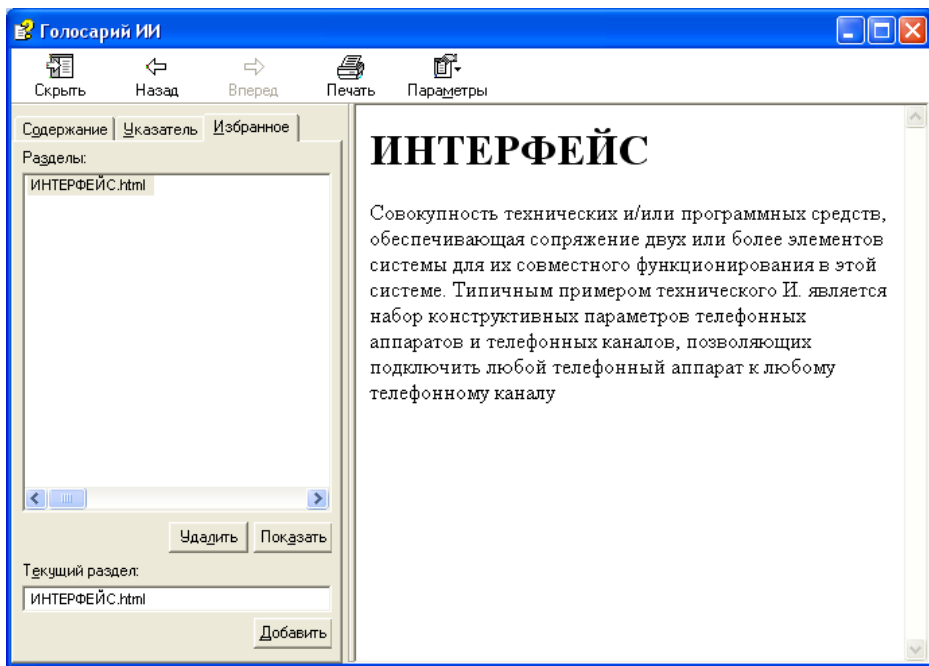 Голосарий ИИ
Скрыть Назад Вперед Печать Параметры
Содержание Указатель Избранное
Разделы:
ИНТЕРФЕЙС.html
Удалить Показать
Текущий раздел:
ИНТЕРФЕЙС.html
Добавить
ИНТЕРФЕЙС
Совокупность технических и/или программных средств,
обеспечивающая сопряжение двух или более элементов
системы для их совместного функционирования в этой
системе. Типичным примером технического И. является
набор конструктивных параметров телефонных
аппаратов и телефонных каналов, позволяющих
подключить любой телефонный аппарат к любому
телефонному каналу